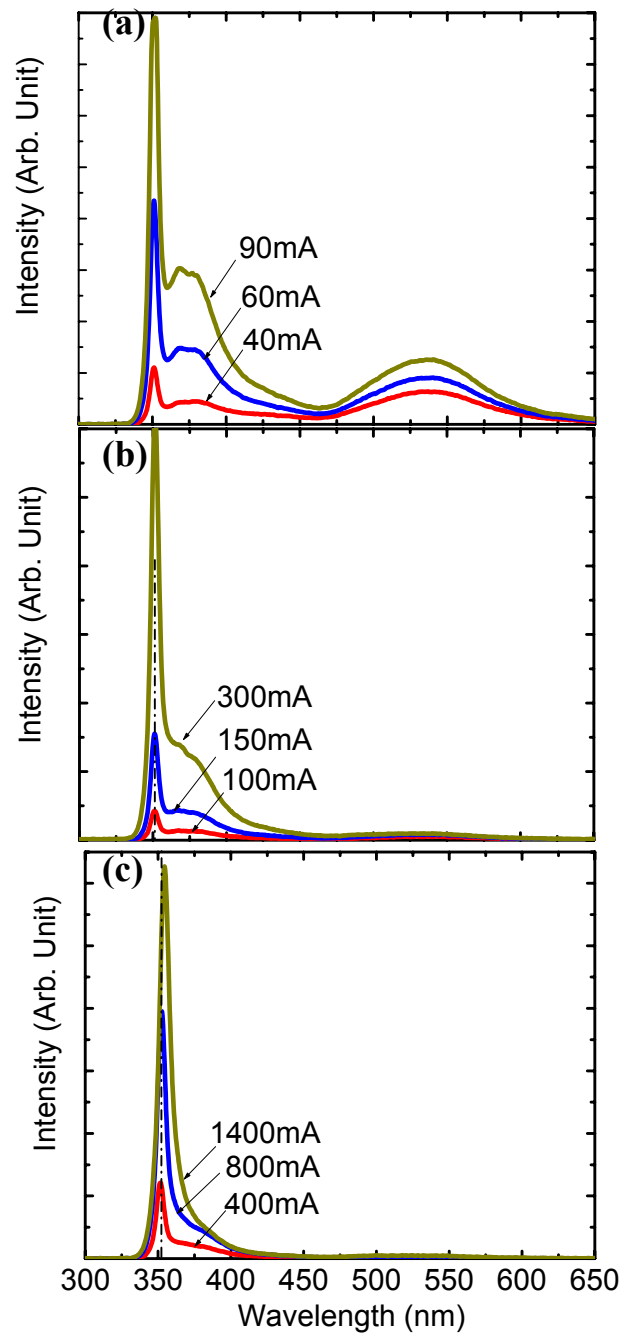 (a)
Intensity (Arb. Unit)
90mA
60mA
40mA
(b)
Intensity (Arb. Unit)
300mA
150mA
100mA
(c)
Intensity (Arb. Unit)
1400mA
800mA
400mA
300 350 400 450 500 550 600 650
Wavelength (nm)